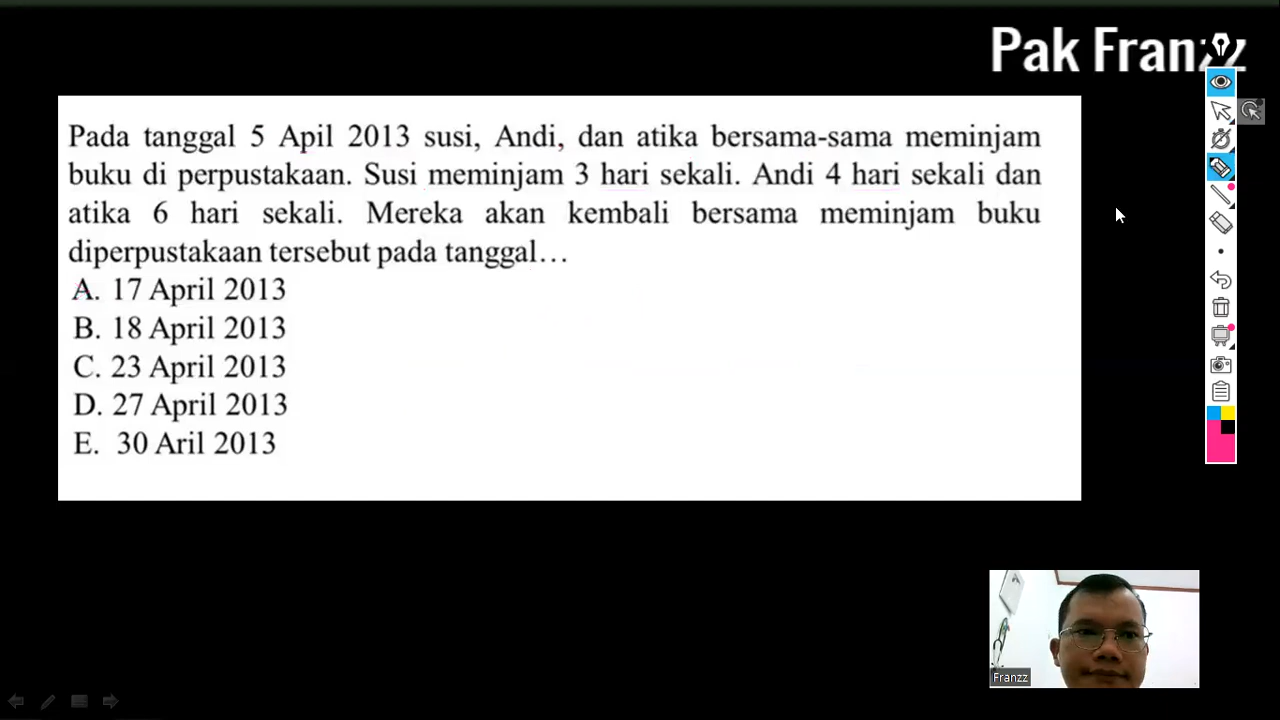 Pak Franzz
Pada tanggal 5 Apil 2013 susi, Andi, dan atika bersama-sama meminjam
buku di perpustakaan. Susi meminjam 3 hari sekali. Andi 4 hari sekali dan
atika 6 hari sekali. Mereka akan kembali bersama meminjam buku
diperpustakaan tersebut pada tanggal…
A. 17 April 2013
B. 18 April 2013
C. 23 April 2013
D. 27 April 2013
E. 30 Aril 2013
Franzz